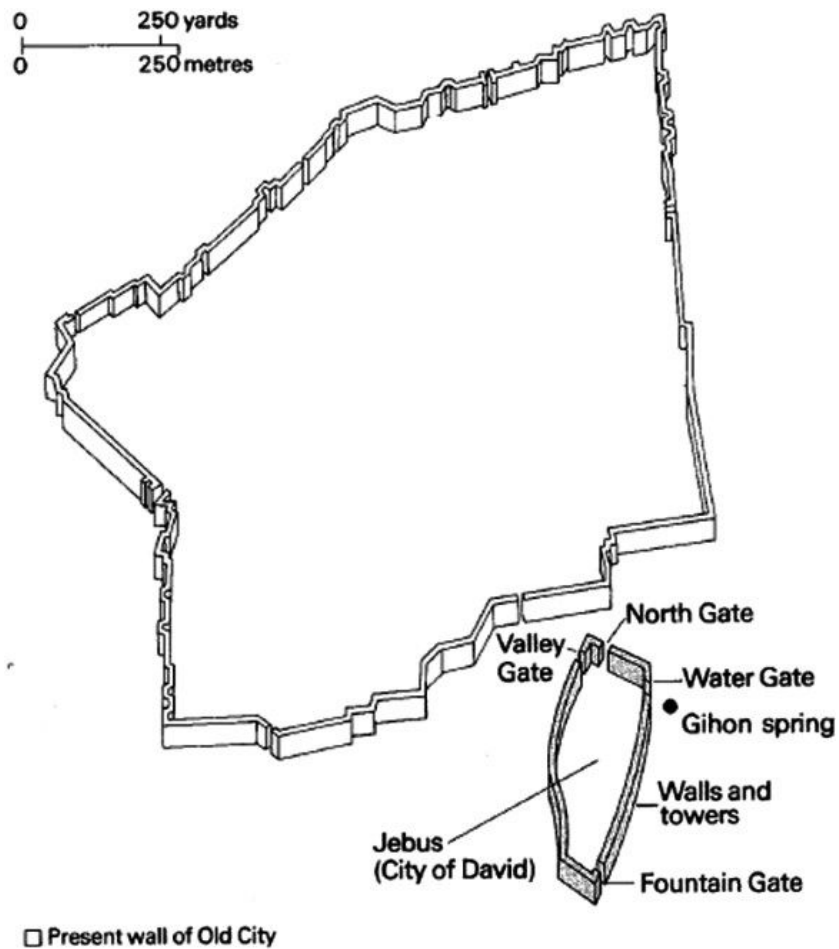 0 250 yards
0 250 metres
North Gate
Valley
Gate
Water Gate
Gihon spring
Walls and
towers
Jebus
(City of David)
Fountain Gate
Present wall of Old City